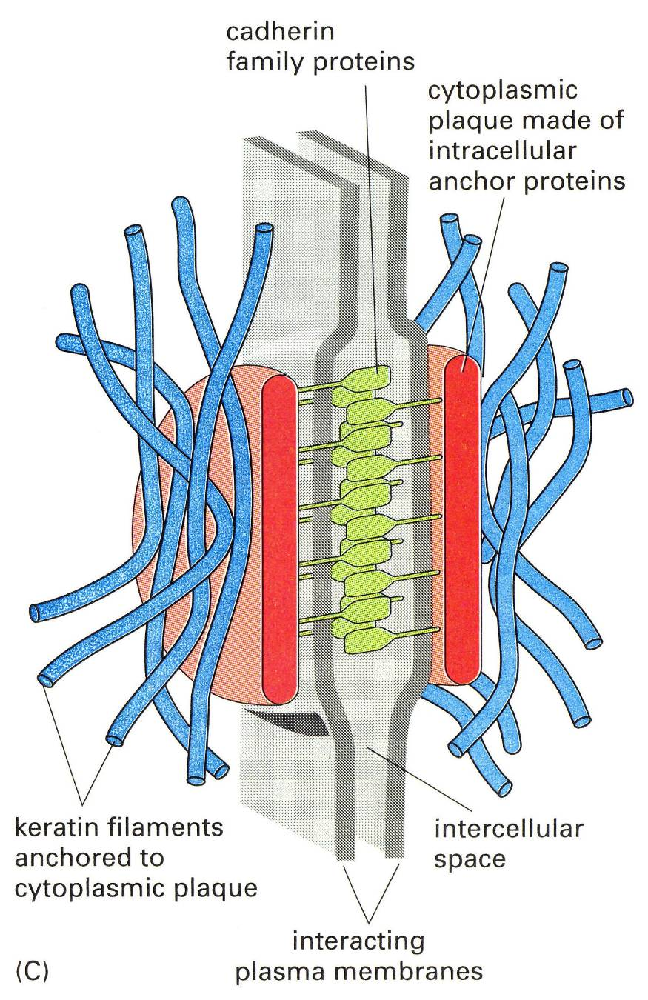 cadherin
family proteins
cytoplasmic
plaque made of
intracellular
anchor proteins
keratin filaments
anchored to
cytoplasmic plaque
intercellular
space
interacting
plasma membranes
(C)